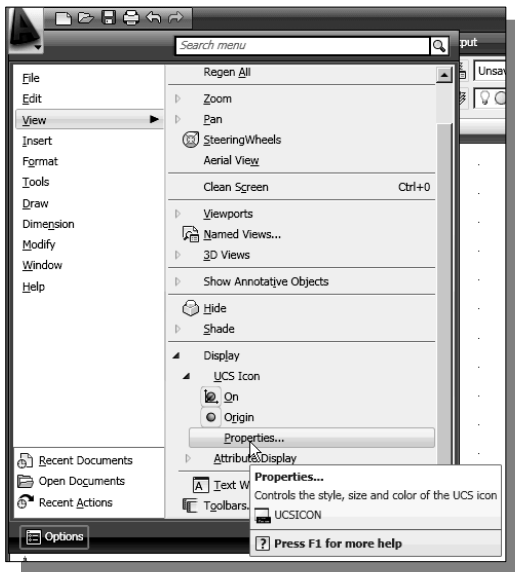 Search menu
put
Unsav
File
Edit
View
Insert
Format
Tools
Draw
Dimension
Modify
Window
Help
Regen All
Zoom
Pan
SteeringWheels
Aerial View
Clean Screen Ctrl+0
Viewports
Named Views...
3D Views
Show Annotative Objects
Hide
Shade
Display
UCS Icon
On
Origin
Properties...
Attribute Display
Text W
Toolbars.
Recent Documents
Open Documents
Recent Actions
Properties...
Controls the style, size and color of the UCS icon
UCSICON
Press F1 for more help
Options